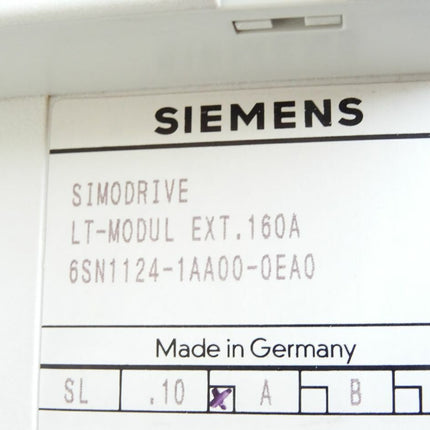 SIEMENS
SIMODRIVE
LT-MODUL EXT.160A
6SN1124-1AA00-0EA0
Made in Germany
SL .10 A B